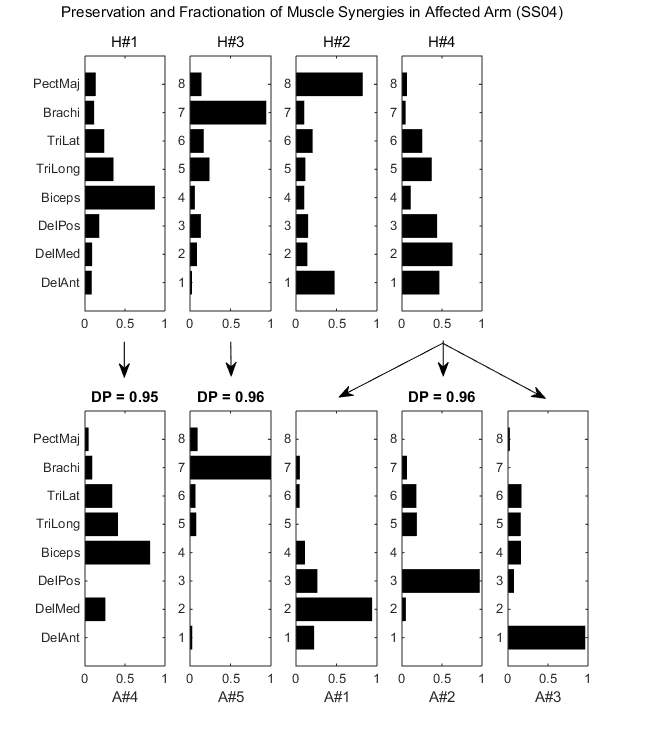 Preservation and Fractionation of Muscle Synergies in Affected Arm (SS04)
H#1 H#3 H#2 H#4
PectMaj 8 8 8
Brachi 7 7 7
TriLat 6 6 6
TriLong 5 5 5
Biceps 4 4 4
DelPos 3 3 3
DelMed 2 2 2
DelAnt 1 1 1
0 0.5 1 0 0.5 1 0 0.5 1 0 0.5 1
DP = 0.95 DP = 0.96 DP = 0.96
PectMaj 8 8 8 8
Brachi 7 7 7 7
TriLat 6 6 6 6
TriLong 5 5 5 5
Biceps 4 4 4 4
DelPos 3 3 3 3
DelMed 2 2 2 2
DelAnt 1 1 1 1
0 0.5 1 0 0.5 1 0 0.5 1 0 0.5 1 0 0.5 1
A#4 A#5 A#1 A#2 A#3